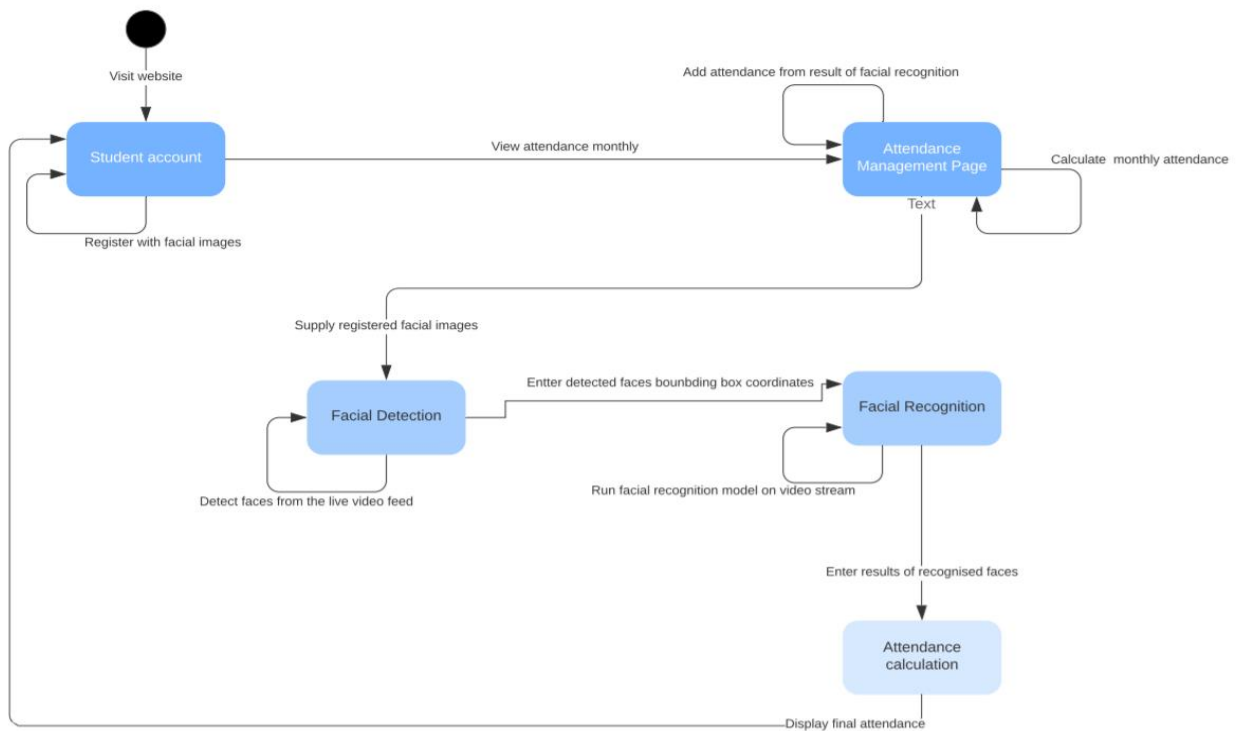 Visit website
Add attendance from result of facial recognition
Student account
View attendance monthly
Attendance
Management Page
Calculate monthly attendance
Text
Register with facial images
Supply registered facial images
Facial Detection
Entter detected faces bounbding box coordinates
Facial Recognition
Detect faces from the live video feed
Run facial recognition model on video stream
Enter results of recognised faces
Attendance
calculation
Display final attendance